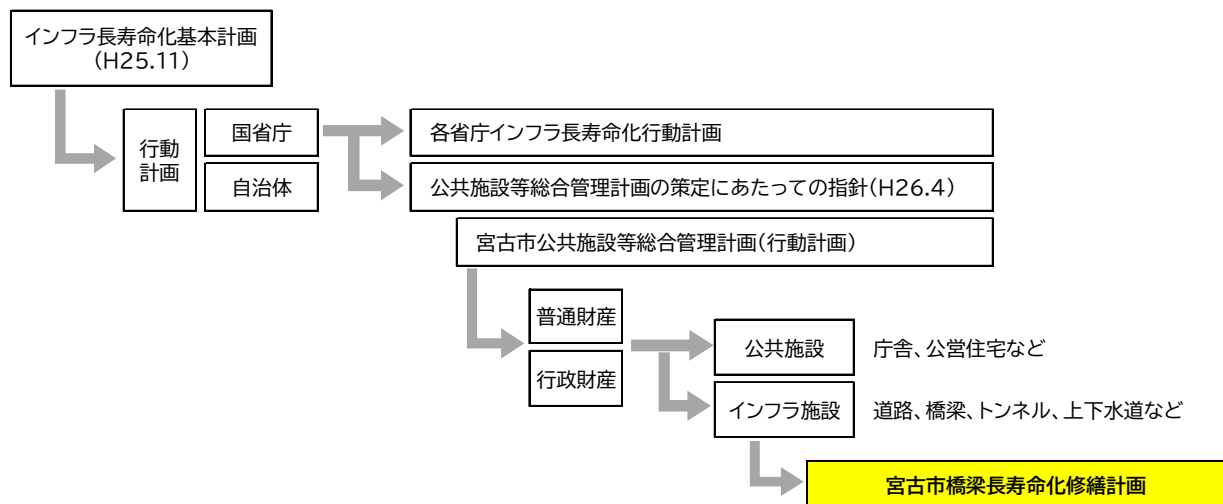 インフラ長寿命化基本計画
(H25.11)
行動
計画
国省庁
各省庁インフラ長寿命化行動計画
自治体
公共施設等総合管理計画の策定にあたっての指針(H26.4)
宮古市公共施設等総合管理計画(行動計画)
普通財産
公共施設
庁舎、公営住宅など
行政財産
インフラ施設
道路、橋梁、トンネル、上下水道など
宮古市橋梁長寿命化修繕計画